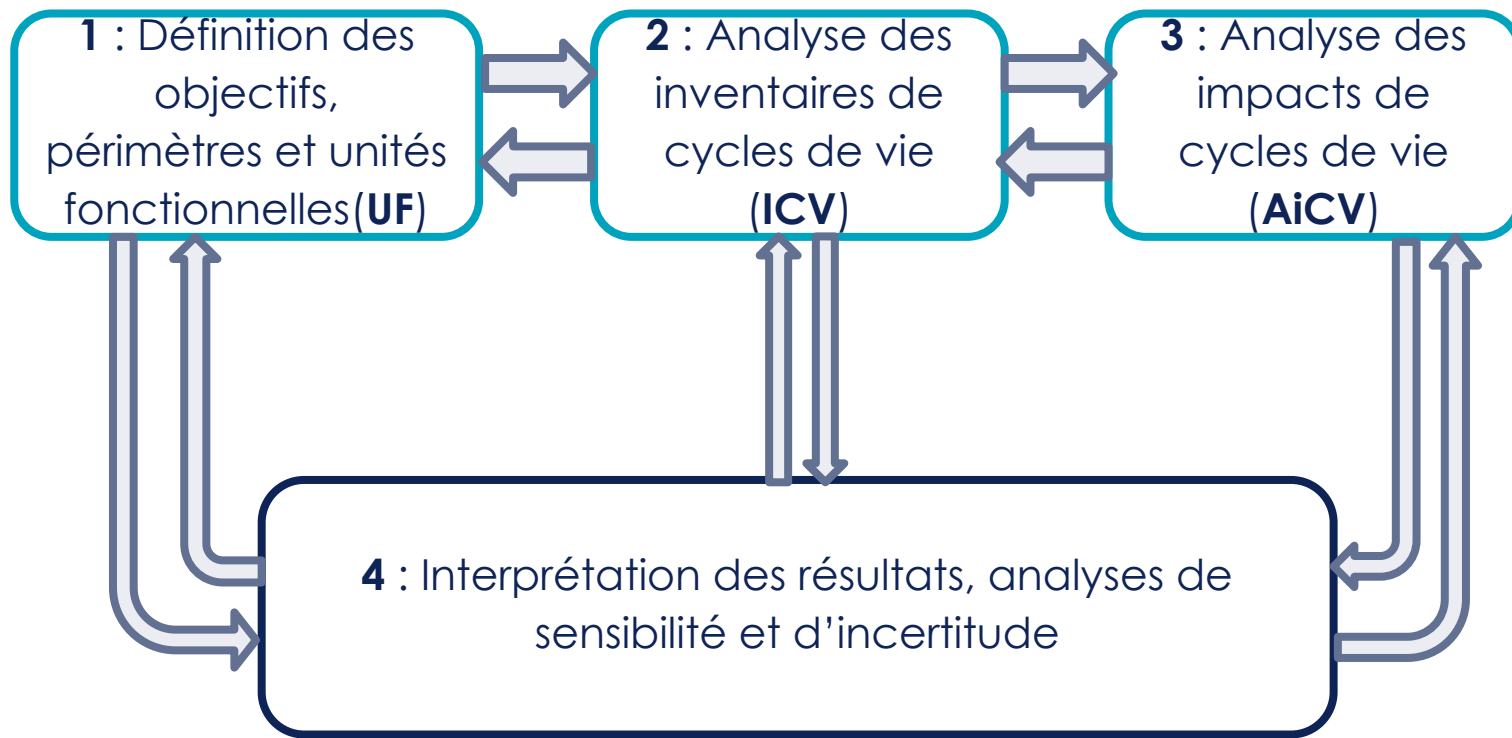 1 : Définition des
objectifs,
périmètres et unités
fonctionnelles(UF)
2 : Analyse des
inventaires de
cycles de vie
(ICV)
3 : Analyse des
impacts de
cycles de vie
(AiCV)
4 : Interprétation des résultats, analyses de
sensibilité et d’incertitude